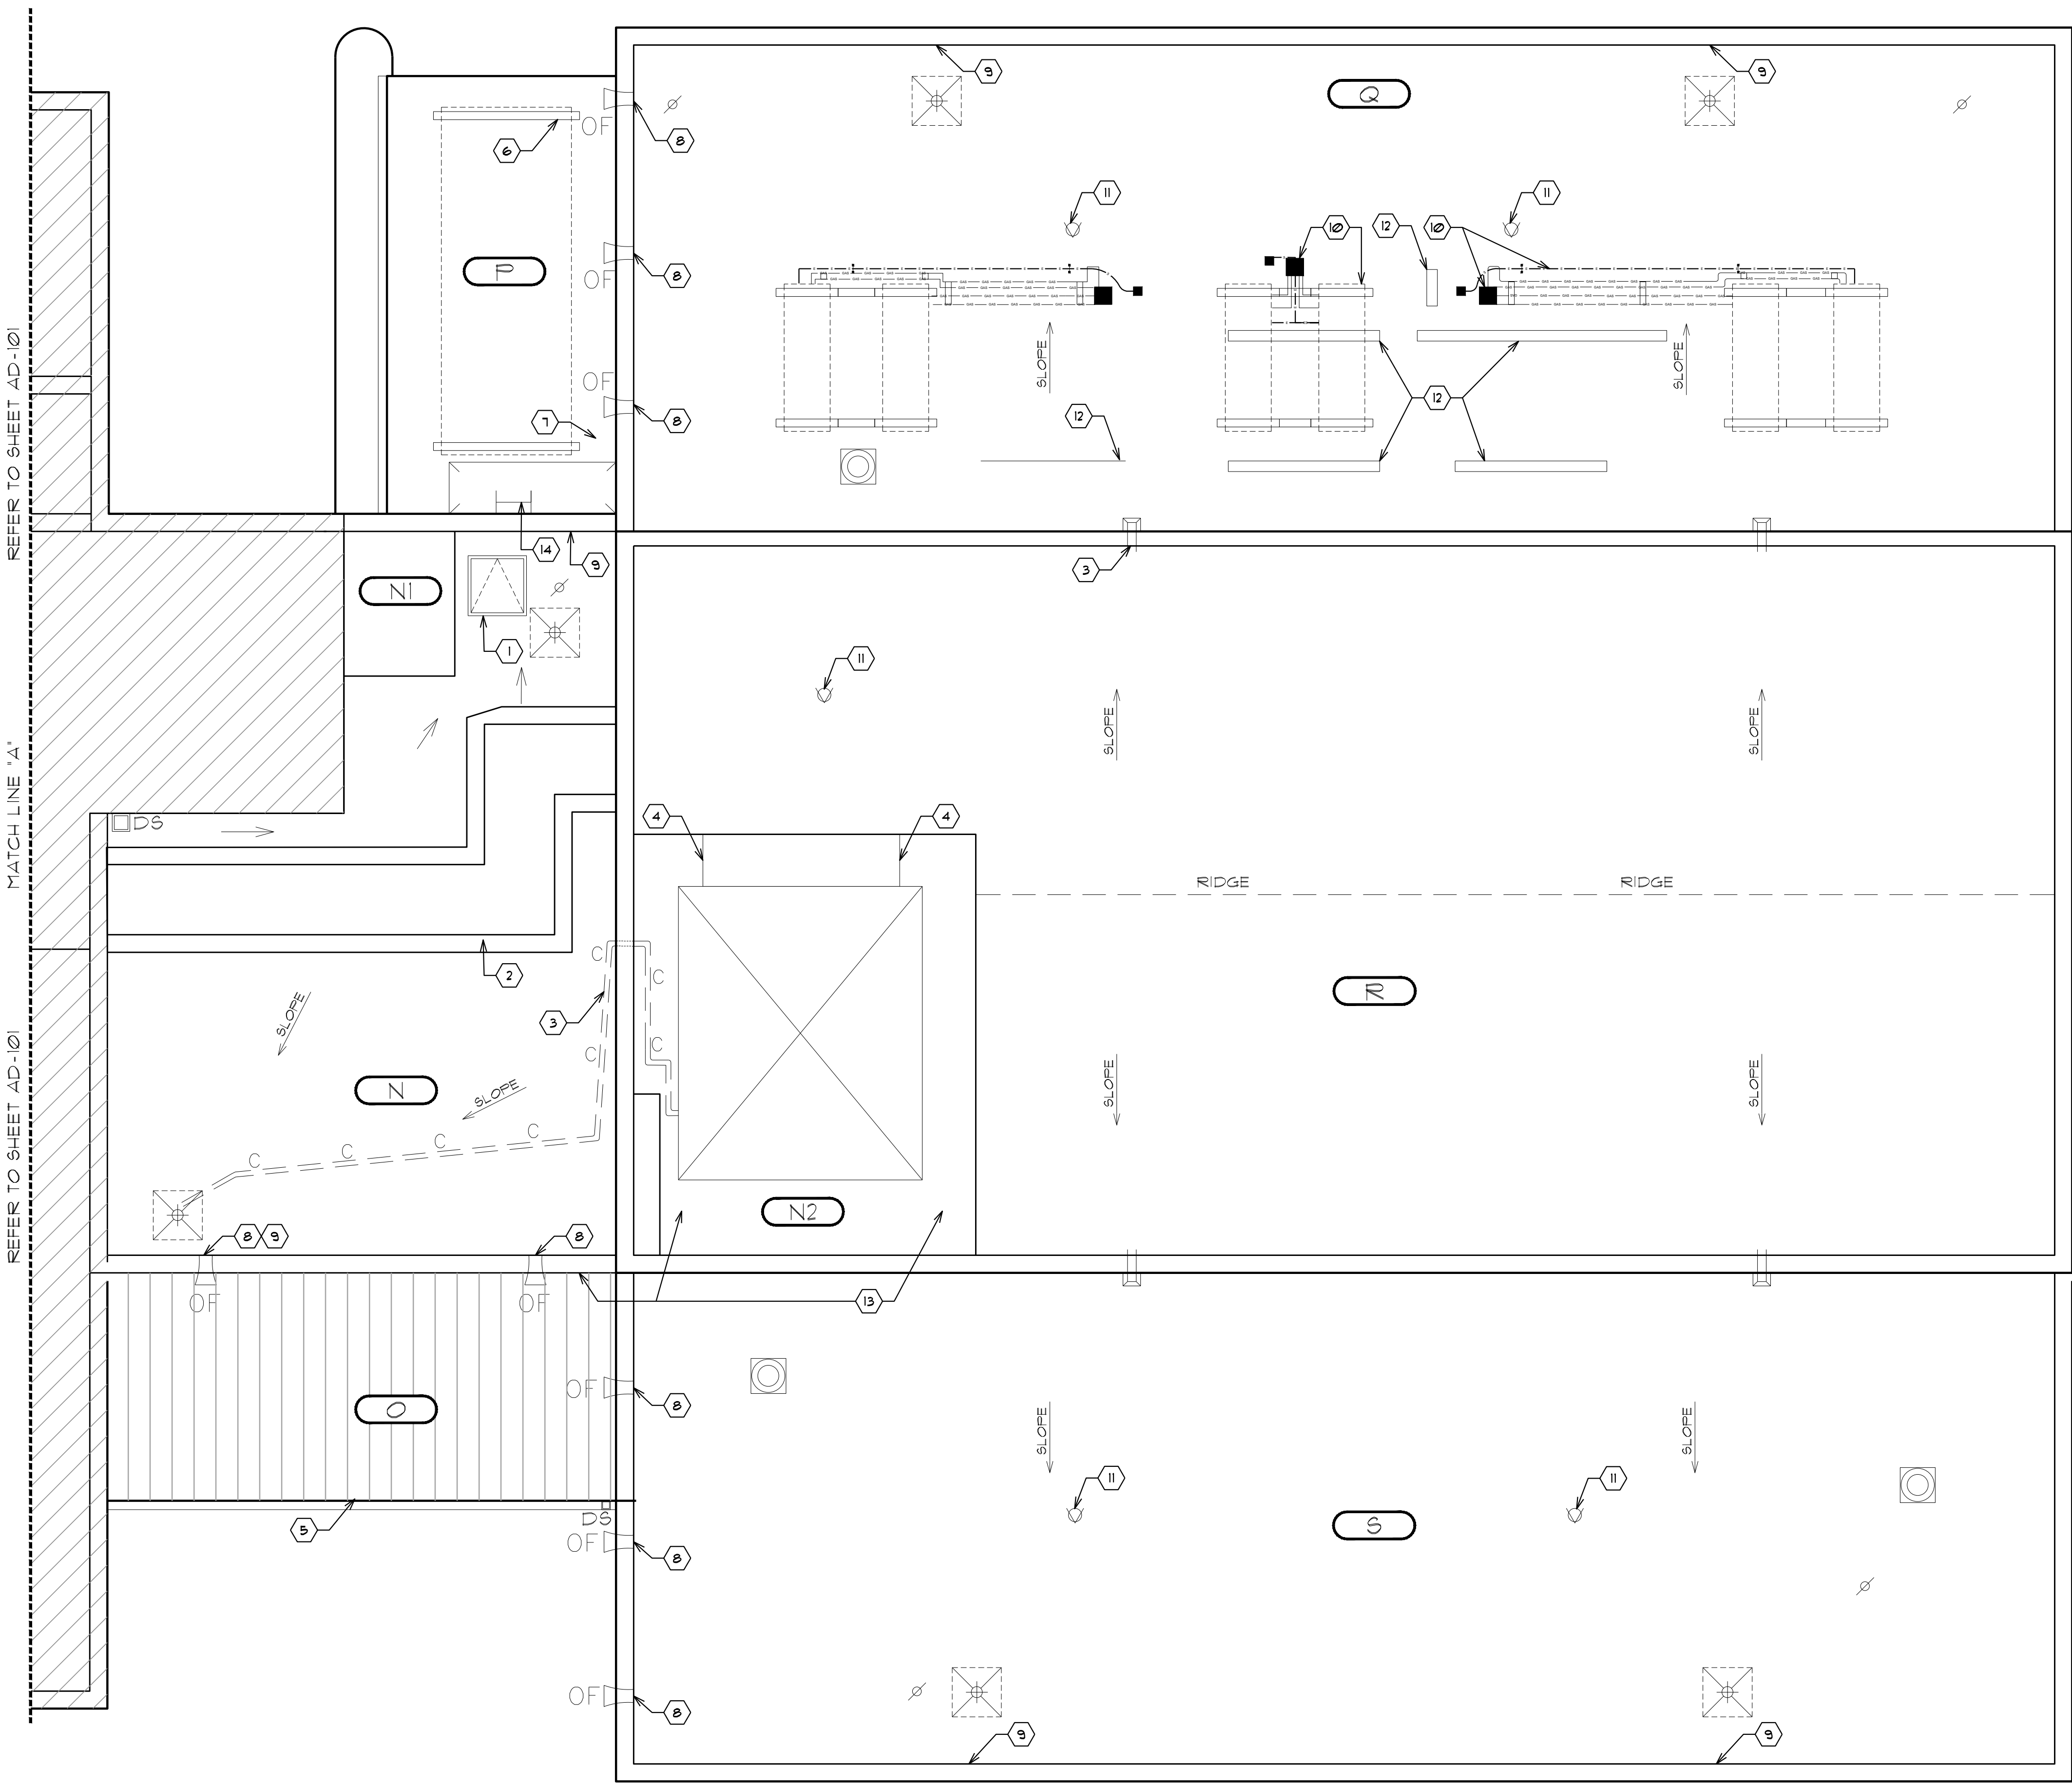 REFER TO SHEET AD-101
MATCH LINE "A"
REFER TO SHEET AD-101
9
9
Q
OF
8
6
11
11
P
OF
8
10
12
10
SLOPE
SLOPE
OF
8
7
12
12
14
9
3
N1
1
11
SLOPE
SLOPE
DS
4
4
RIDGE
RIDGE
2
C
C
R
SLOPE
3
C
C
SLOPE
SLOPE
N
SLOPE
C
C
C
C
N2
8
9
8
OF
OF
13
OF
8
O
SLOPE
SLOPE
11
11
5
DS
S
OF
8
OF
8
9
9